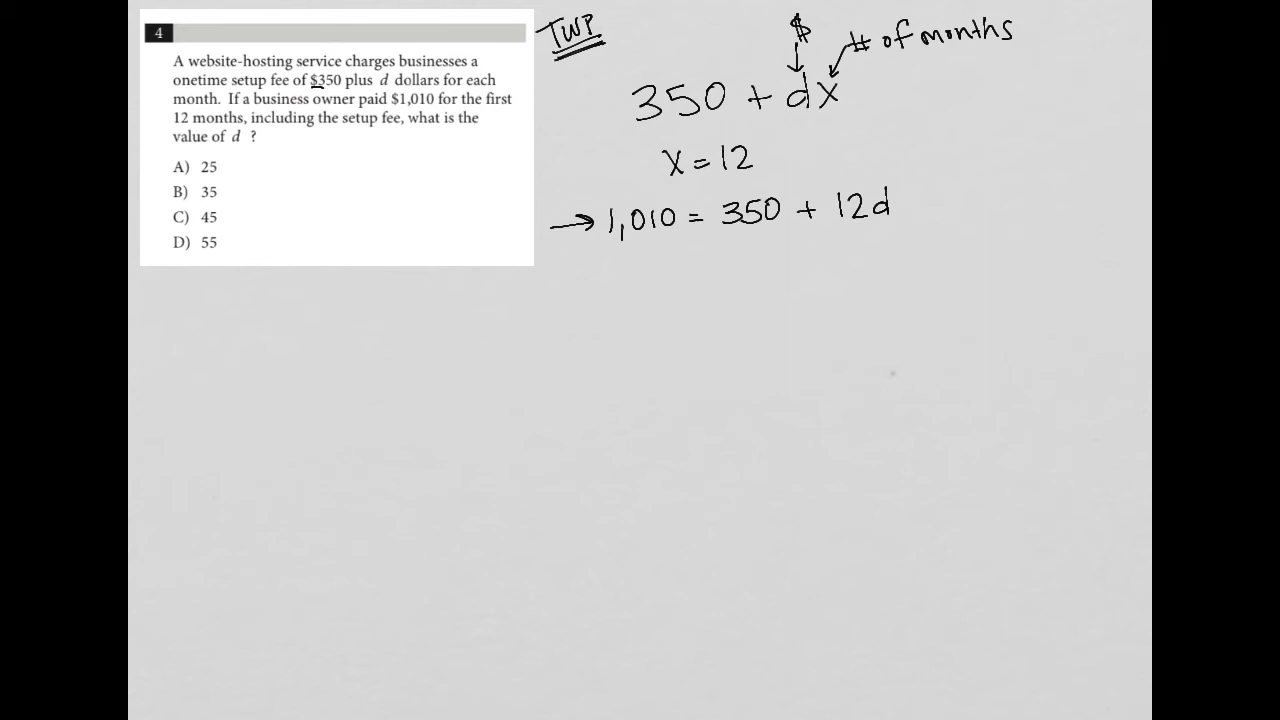 4
A website-hosting service charges businesses a
onetime setup fee of $350 plus d dollars for each
month. If a business owner paid $1,010 for the first
12 months, including the setup fee, what is the
value of d ?
A) 25
B) 35
C) 45
D) 55
TWP
$
# of months
350 + dx
x = 12
→ 1,010 = 350 + 12d